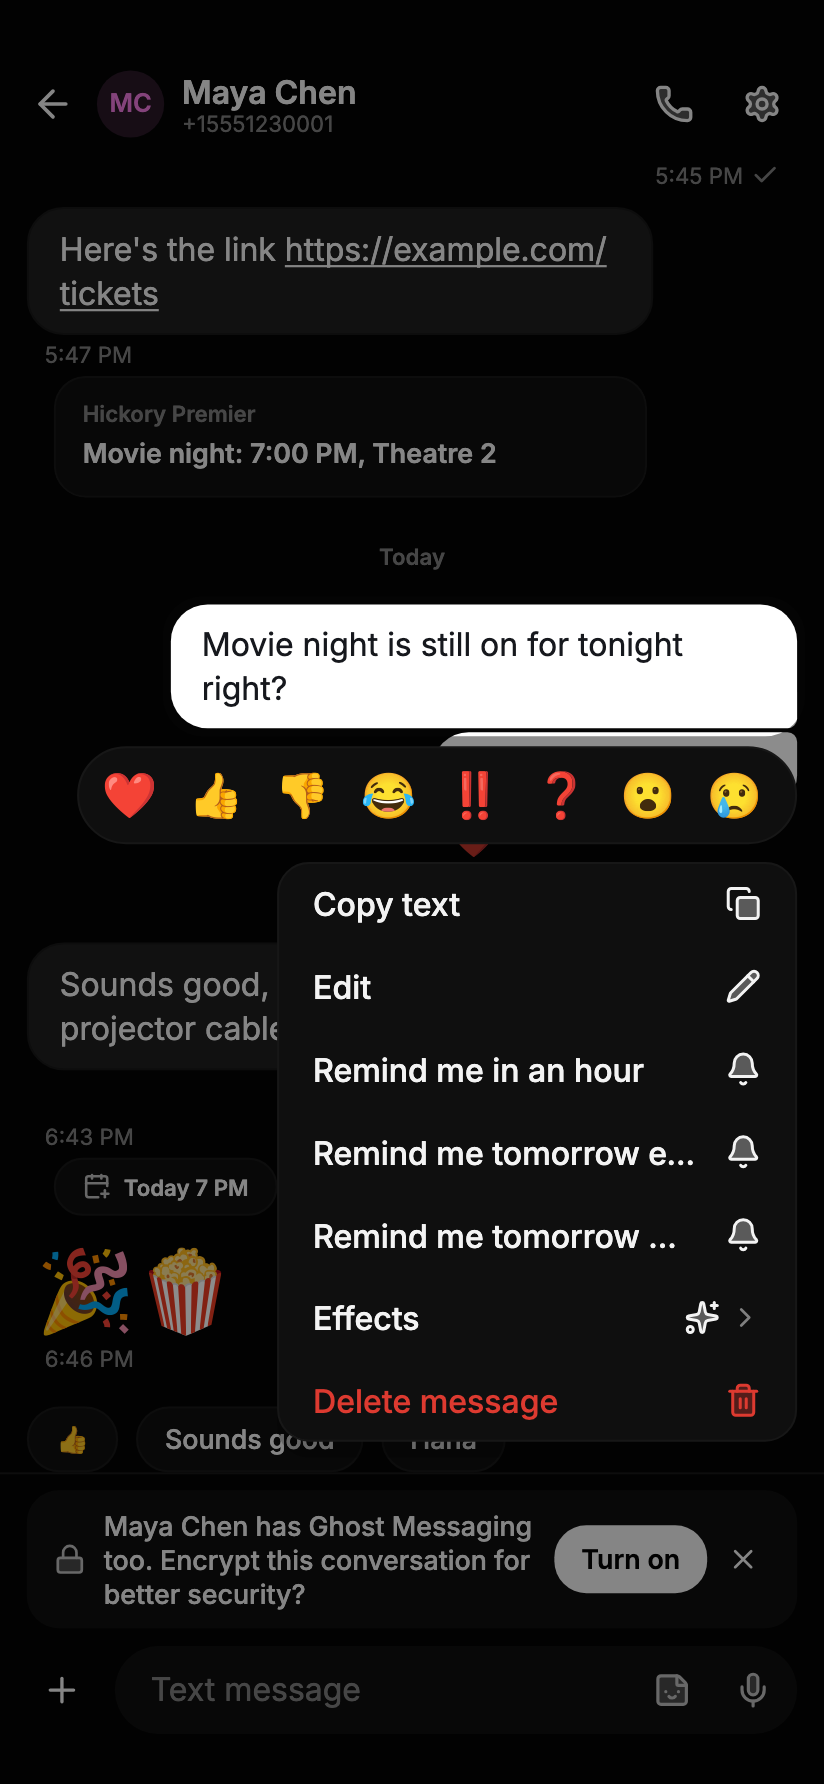 MC
Maya Chen
+15551230001
5:45 PM
Here's the link https://example.com/
tickets
5:47 PM
Hickory Premier
Movie night: 7:00 PM, Theatre 2
Today
Movie night is still on for tonight
right?
❤️ 👍 👎 😂 ‼️ ❓ 😮 😢
Copy text
Sounds good,
projector cable
Edit
Remind me in an hour
6:43 PM
Remind me tomorrow e...
Today 7 PM
Remind me tomorrow ...
🎉🍿
Effects
6:46 PM
Delete message
👍
Sounds good
Maya Chen has Ghost Messaging
too. Encrypt this conversation for
better security?
Turn on
Text message